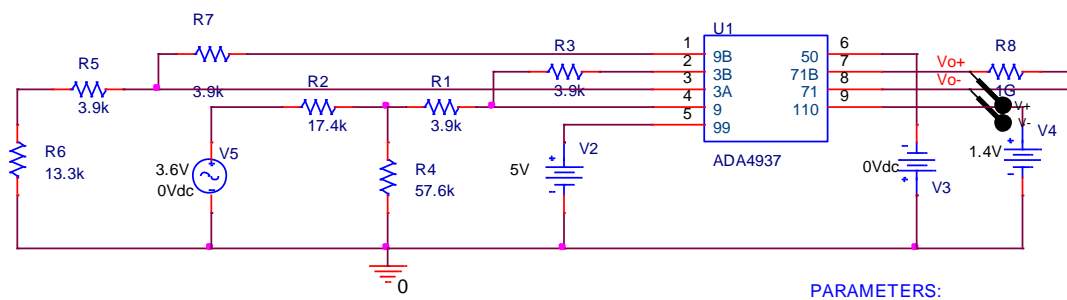 U1
R7
3.9k
R5
3.9k
R6
13.3k
R2
17.4k
R1
3.9k
R3
3.9k
R4
57.6k
3.6V
0Vdc
V5
5V
V2
1
2
3
4
5
9B
3B
3A
9
99
50
71B
71
110
6
7
8
9
ADA4937
Vo+
Vo-
R8
1G
V+
V-
0Vdc
V3
1.4V
V4
0
PARAMETERS: